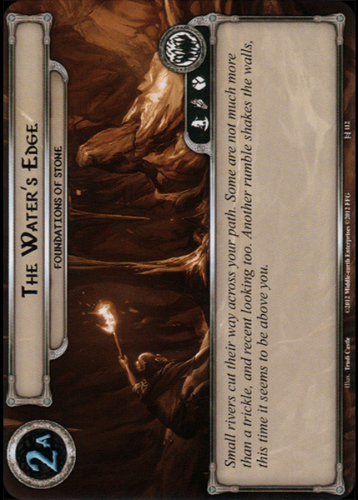 2A
The Water's Edge
Foundations of Stone
Small rivers cut their way across your path. Some are not much more
than a trickle, and recent looking too. Another rumble shakes the walls,
this time it seems to be above you.
Illus. Trudi Castle ©2012 Middle-earth Enterprises ©2012 FFG 112